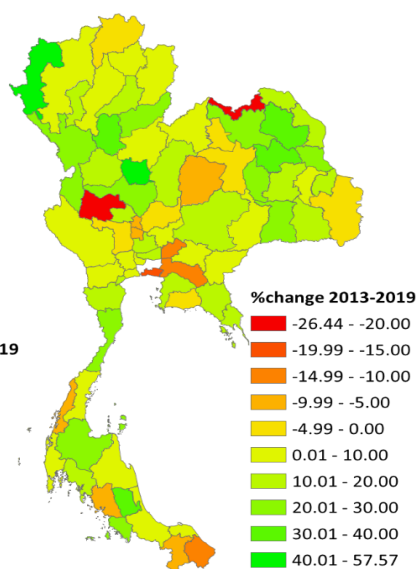 %change 2013-2019
19
-26.44 - -20.00
-19.99 - -15.00
-14.99 - -10.00
-9.99 - -5.00
-4.99 - 0.00
0.01 - 10.00
10.01 - 20.00
20.01 - 30.00
30.01 - 40.00
40.01 - 57.57